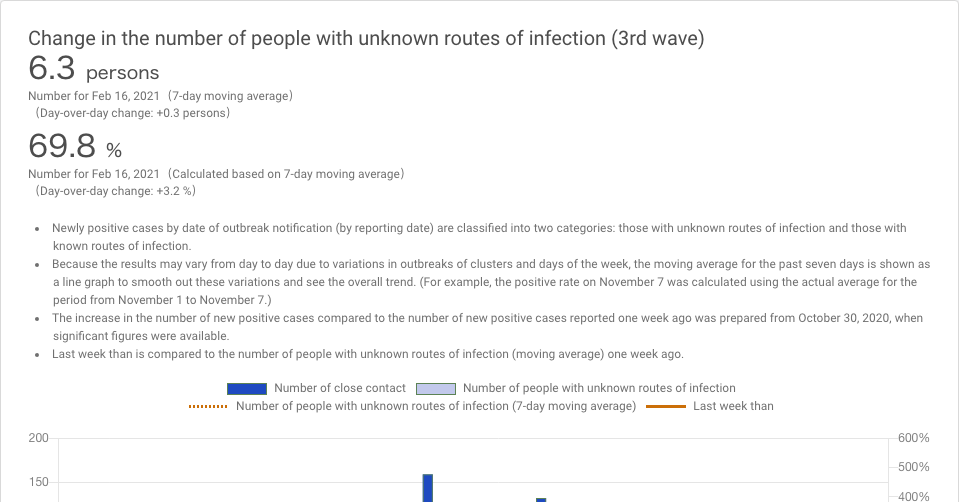 Change in the number of people with unknown routes of infection (3rd wave)
6.3 persons
Number for Feb 16, 2021（7-day moving average）
（Day-over-day change: +0.3 persons）
69.8 %
Number for Feb 16, 2021（Calculated based on 7-day moving average）
（Day-over-day change: +3.2 %）
• Newly positive cases by date of outbreak notification (by reporting date) are classified into two categories: those with unknown routes of infection and those with
known routes of infection.
• Because the results may vary from day to day due to variations in outbreaks of clusters and days of the week, the moving average for the past seven days is shown as
a line graph to smooth out these variations and see the overall trend. (For example, the positive rate on November 7 was calculated using the actual average for the
period from November 1 to November 7.)
• The increase in the number of new positive cases compared to the number of new positive cases reported one week ago was prepared from October 30, 2020, when
significant figures were available.
• Last week than is compared to the number of people with unknown routes of infection (moving average) one week ago.
Number of close contact Number of people with unknown routes of infection
Number of people with unknown routes of infection (7-day moving average) Last week than
200 600%
500%
150
400%